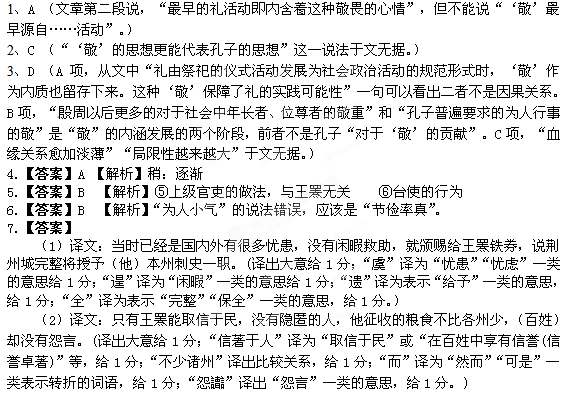 1、A (文章第二段说，“最早的礼活动即内含着这种敬畏的心情”，但不能说“‘敬’最
早源自……活动”。)
2、C (“‘敬’的思想更能代表孔子的思想”这一说法于文无据。)
3、D (A 项，从文中“礼由祭祀的仪式活动发展为社会政治活动的规范形式时，‘敬’作
为内质也留存下来。这种‘敬’保障了礼的实践可能性”一句可以看出二者不是因果关系。
B 项，“殷周以后更多的对于社会中年长者、位尊者的敬重”和“孔子普遍要求的为人行事
的敬”是“敬”的内涵发展的两个阶段，前者不是孔子“对于‘敬’的贡献”。C 项，“血
缘关系愈加淡薄”“局限性越来越大”于文无据。)
4.【答案】A 【解析】稍：逐渐
5.【答案】B 【解析】⑤上级官吏的做法，与王罴无关 ⑥台使的行为
6.【答案】B 【解析】“为人小气”的说法错误，应该是“节俭率真”。
7.【答案】
(1) 译文：当时已经是国内外有很多忧患，没有闲暇救助，就颁赐给王罴铁券，说荆
州城完整将授予（他）本州刺史一职。(译出大意给 1 分；“虞”译为“忧患”“忧虑”一类
的意思给 1 分；“遑”译为“闲暇”一类的意思给 1 分；“遗”译为表示“给予”一类的意思，
给 1 分；“全”译为表示“完整”“保全”一类的意思，给 1 分。)
(2) 译文：只有王罴能取信于民，没有隐匿的人，他征收的粮食不比各州少，（百姓）
却没有怨言。(译出大意给 1 分；“信著于人”译为“取信于民”或“在百姓中享有信誉(信
誉卓著)”等，给 1 分；“不少诸州”译出比较关系，给 1 分；“而”译为“然而”“可是”一
类表示转折的词语，给 1 分；“怨讟”译出“怨言”一类的意思，给 1 分。)